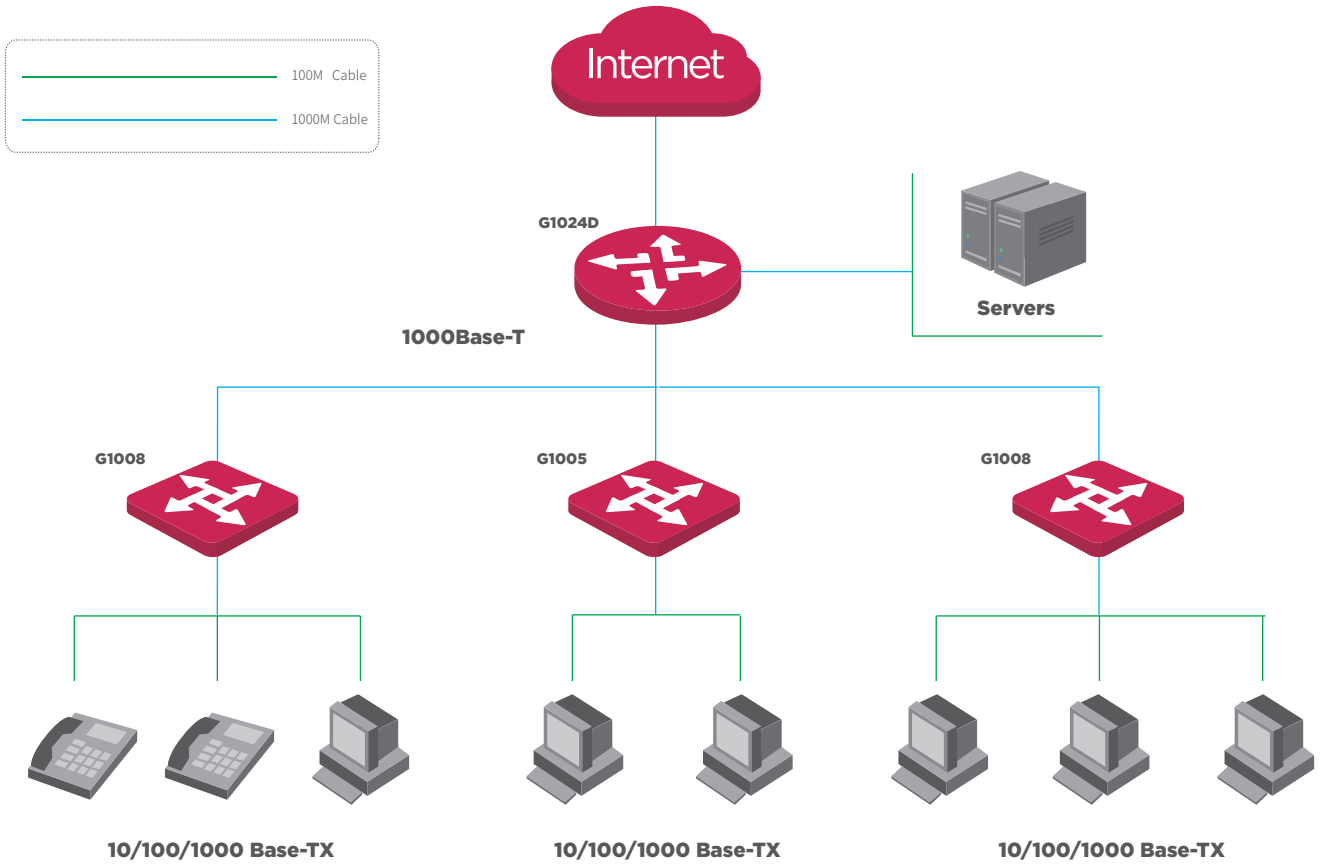 Internet
100M Cable
1000M Cable
G1024D
Servers
1000Base-T
G1008
G1005
G1008
10/100/1000 Base-TX
10/100/1000 Base-TX
10/100/1000 Base-TX